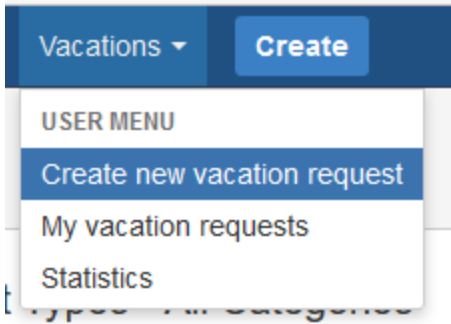 Vacations Create
USER MENU
Create new vacation request
My vacation requests
Statistics